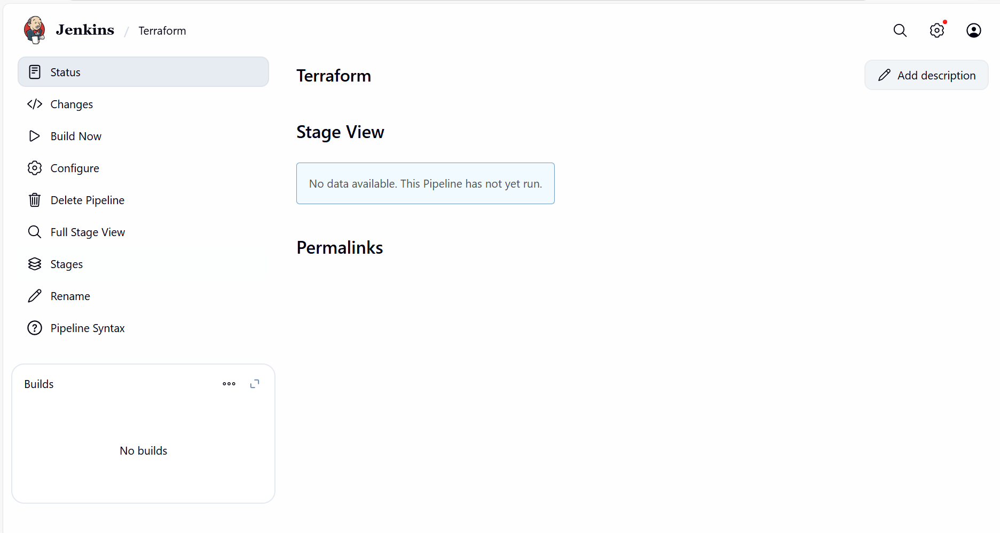 Jenkins / Terraform
Status
Changes
Build Now
Configure
Delete Pipeline
Full Stage View
Stages
Rename
Pipeline Syntax
Builds
No builds
Terraform
Add description
Stage View
No data available. This Pipeline has not yet run.
Permalinks